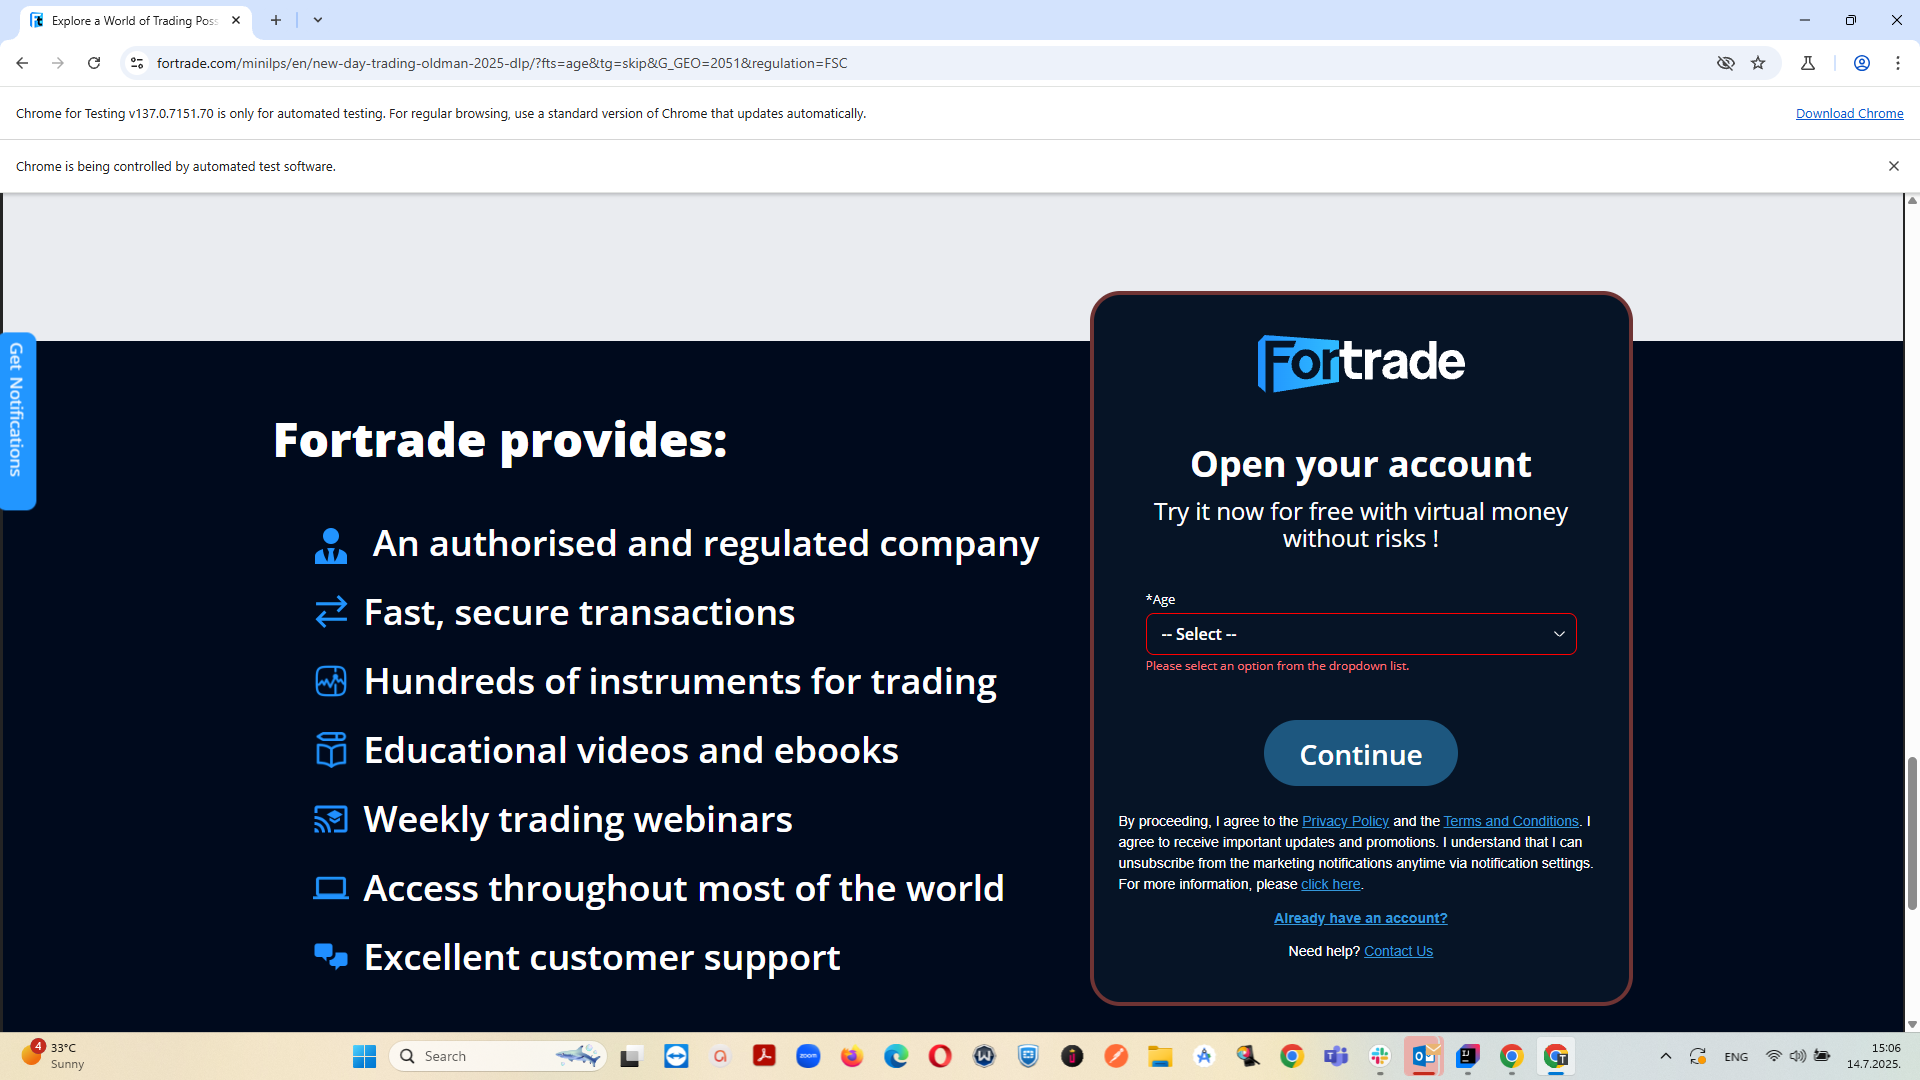 Explore a World of Trading Poss
fortrade.com/minilps/en/new-day-trading-oldman-2025-dlp/?fts=age&tg=skip&G_GEO=2051&regulation=FSC
Chrome for Testing v137.0.7151.70 is only for automated testing. For regular browsing, use a standard version of Chrome that updates automatically.
Download Chrome
Chrome is being controlled by automated test software.
Get Notifications
Fortrade provides:
An authorised and regulated company
Fast, secure transactions
Hundreds of instruments for trading
Educational videos and ebooks
Weekly trading webinars
Access throughout most of the world
Excellent customer support
Fortrade
Open your account
Try it now for free with virtual money
without risks !
*Age
-- Select --
Please select an option from the dropdown list.
Continue
By proceeding, I agree to the Privacy Policy and the Terms and Conditions. I
agree to receive important updates and promotions. I understand that I can
unsubscribe from the marketing notifications anytime via notification settings.
For more information, please click here.
Already have an account?
Need help? Contact Us
4
33°C
Sunny
Search
zoom
ENG
15:06
14.7.2025.